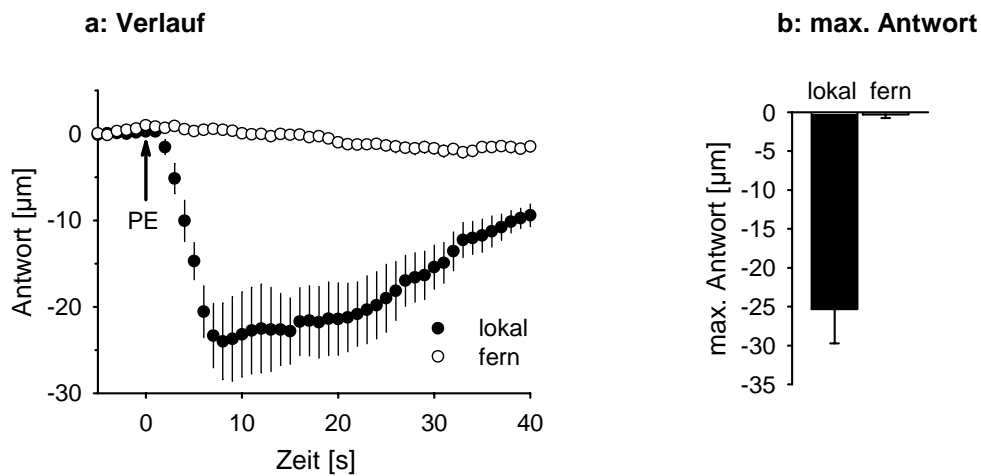 a: Verlauf
Antwort [µm]
0
-10
-20
-30
PE
lokal
fern
0 10 20 30 40
Zeit [s]
b: max. Antwort
lokal fern
max. Antwort [µm]
0
-5
-10
-15
-20
-25
-30
-35